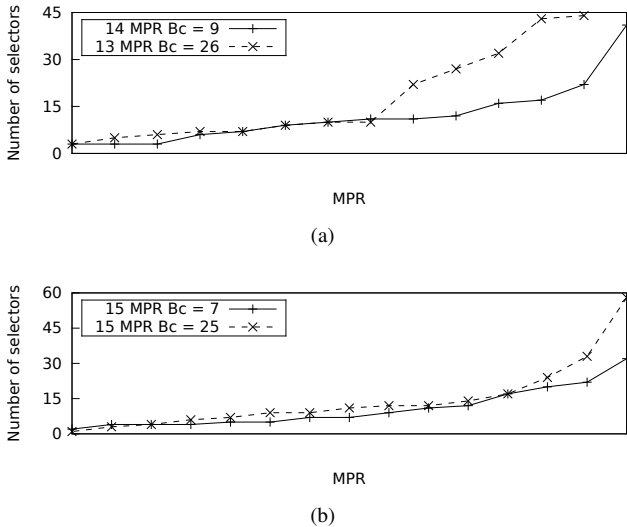 45
30
15
0
Number of selectors
14 MPR Bc = 9
13 MPR Bc = 26
MPR
(a)
60
45
30
15
0
Number of selectors
15 MPR Bc = 7
15 MPR Bc = 25
MPR
(b)